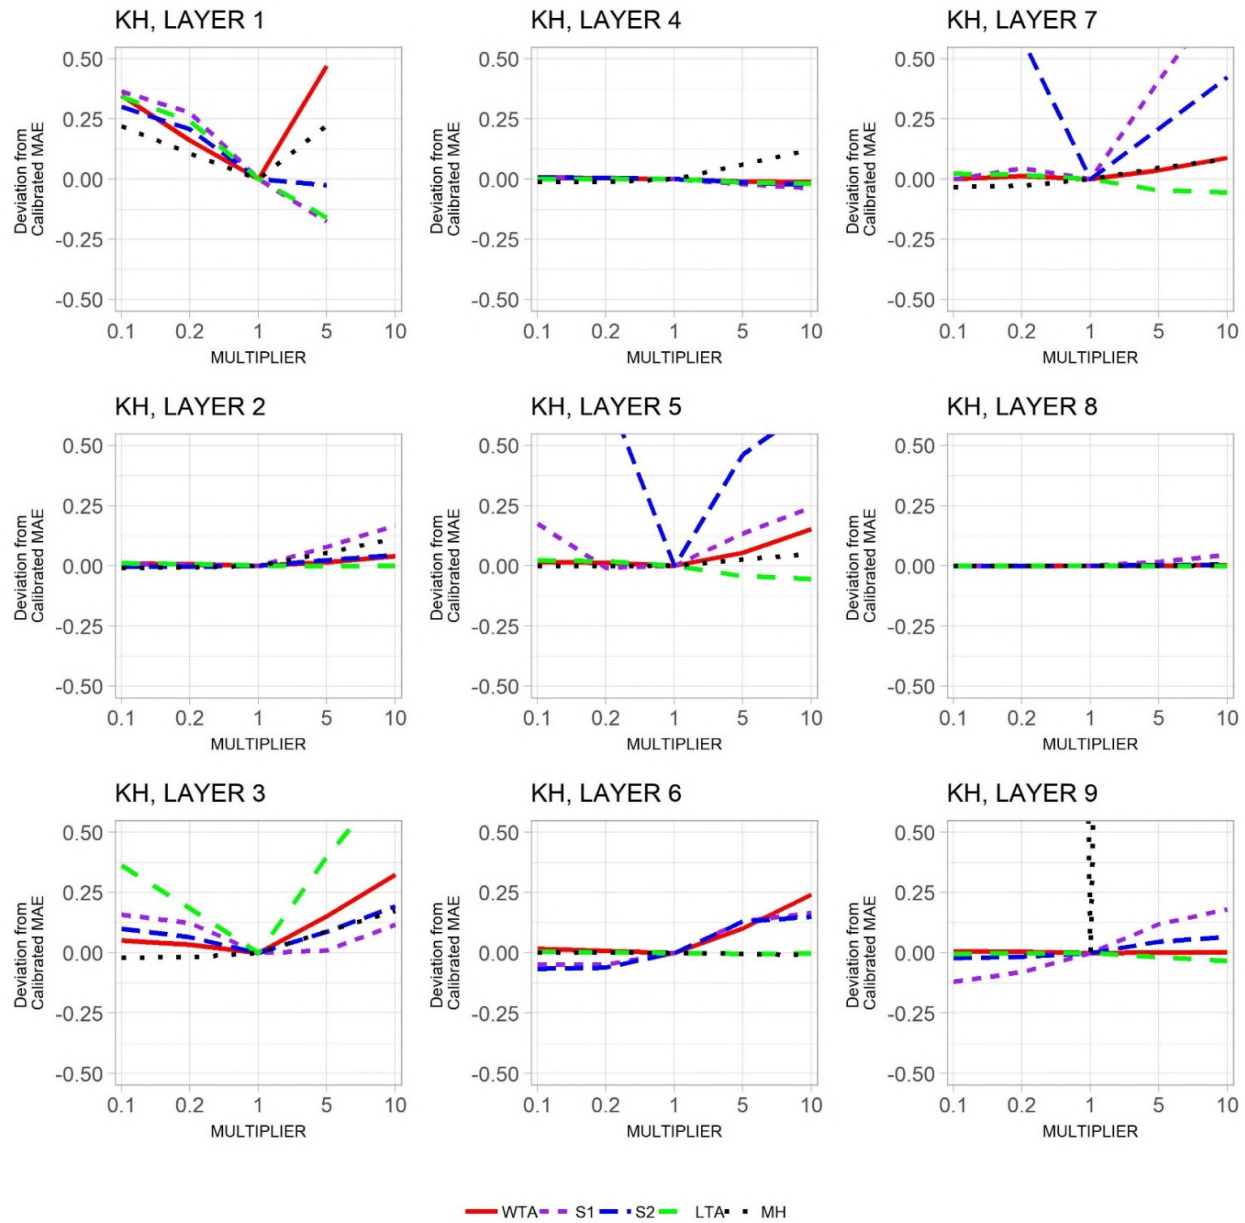 KH, LAYER 1
0.50
0.25
0.00
-0.25
-0.50
Deviation from
Calibrated MAE
0.1 0.2 1 5 10
MULTIPLIER
KH, LAYER 4
0.50
0.25
0.00
-0.25
-0.50
Deviation from
Calibrated MAE
0.1 0.2 1 5 10
MULTIPLIER
KH, LAYER 7
0.50
0.25
0.00
-0.25
-0.50
Deviation from
Calibrated MAE
0.1 0.2 1 5 10
MULTIPLIER
KH, LAYER 2
0.50
0.25
0.00
-0.25
-0.50
Deviation from
Calibrated MAE
0.1 0.2 1 5 10
MULTIPLIER
KH, LAYER 5
0.50
0.25
0.00
-0.25
-0.50
Deviation from
Calibrated MAE
0.1 0.2 1 5 10
MULTIPLIER
KH, LAYER 8
0.50
0.25
0.00
-0.25
-0.50
Deviation from
Calibrated MAE
0.1 0.2 1 5 10
MULTIPLIER
KH, LAYER 3
0.50
0.25
0.00
-0.25
-0.50
Deviation from
Calibrated MAE
0.1 0.2 1 5 10
MULTIPLIER
KH, LAYER 6
0.50
0.25
0.00
-0.25
-0.50
Deviation from
Calibrated MAE
0.1 0.2 1 5 10
MULTIPLIER
KH, LAYER 9
0.50
0.25
0.00
-0.25
-0.50
Deviation from
Calibrated MAE
0.1 0.2 1 5 10
MULTIPLIER
WTA S1 S2 LTA MH